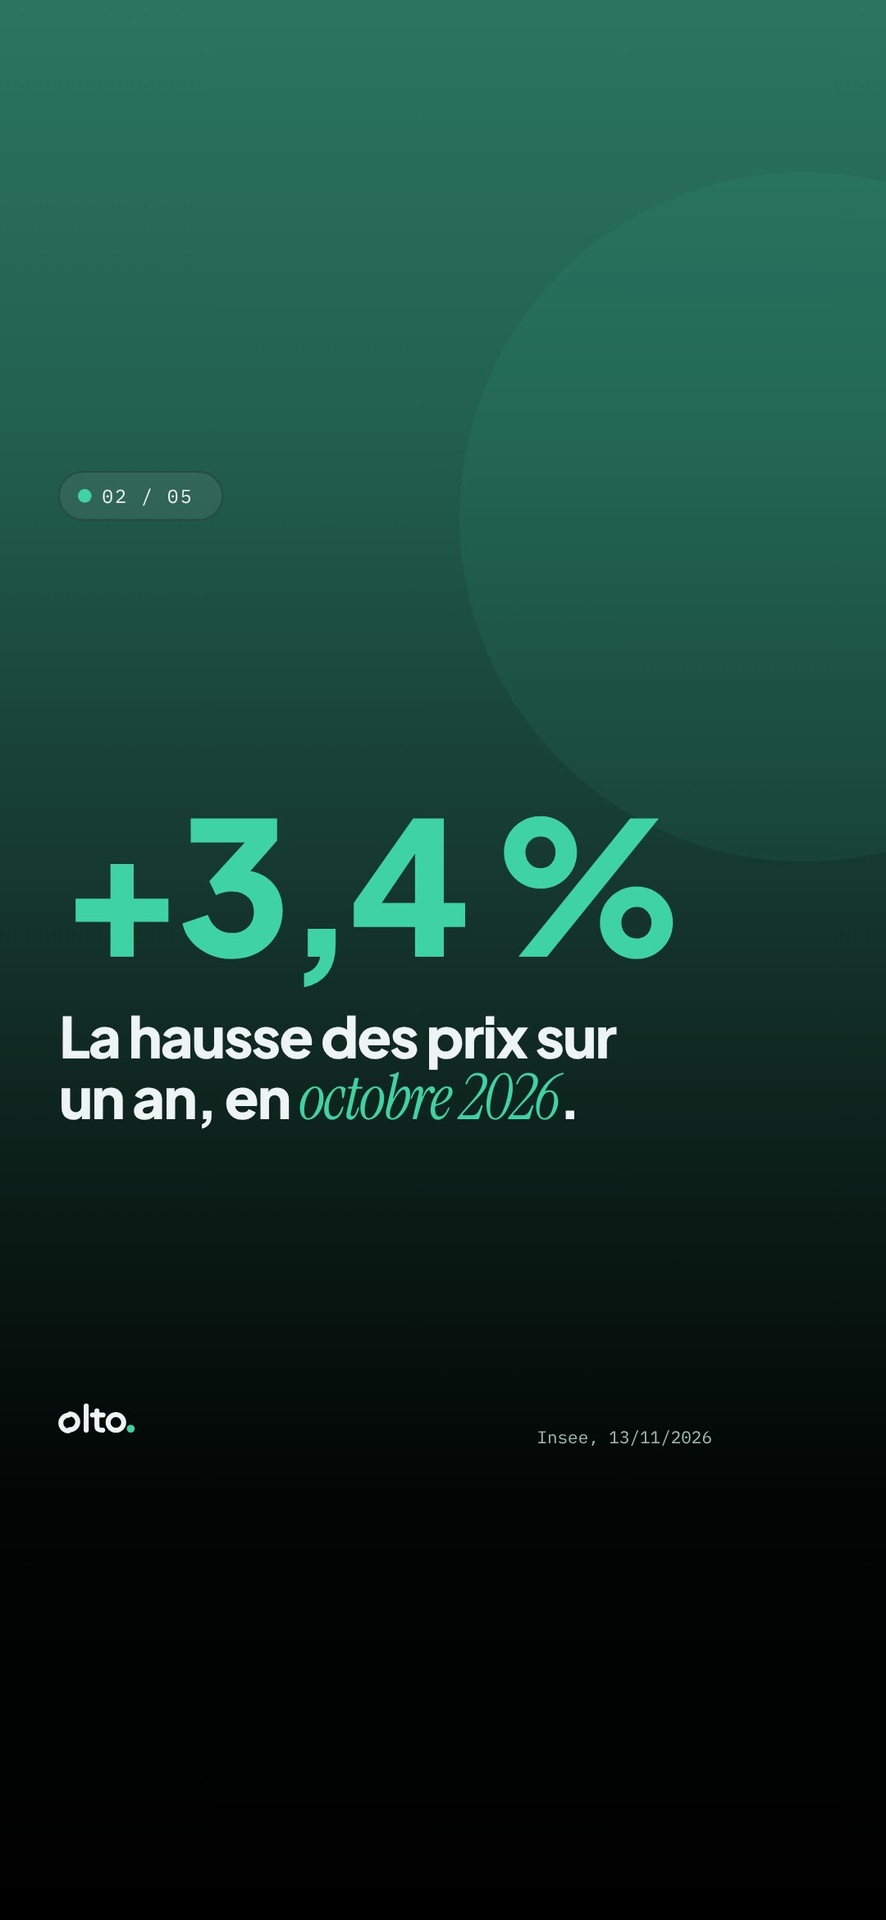 02 / 05
+3,4 %
La hausse des prix sur
un an, en octobre 2026.
olto.
Insee, 13/11/2026